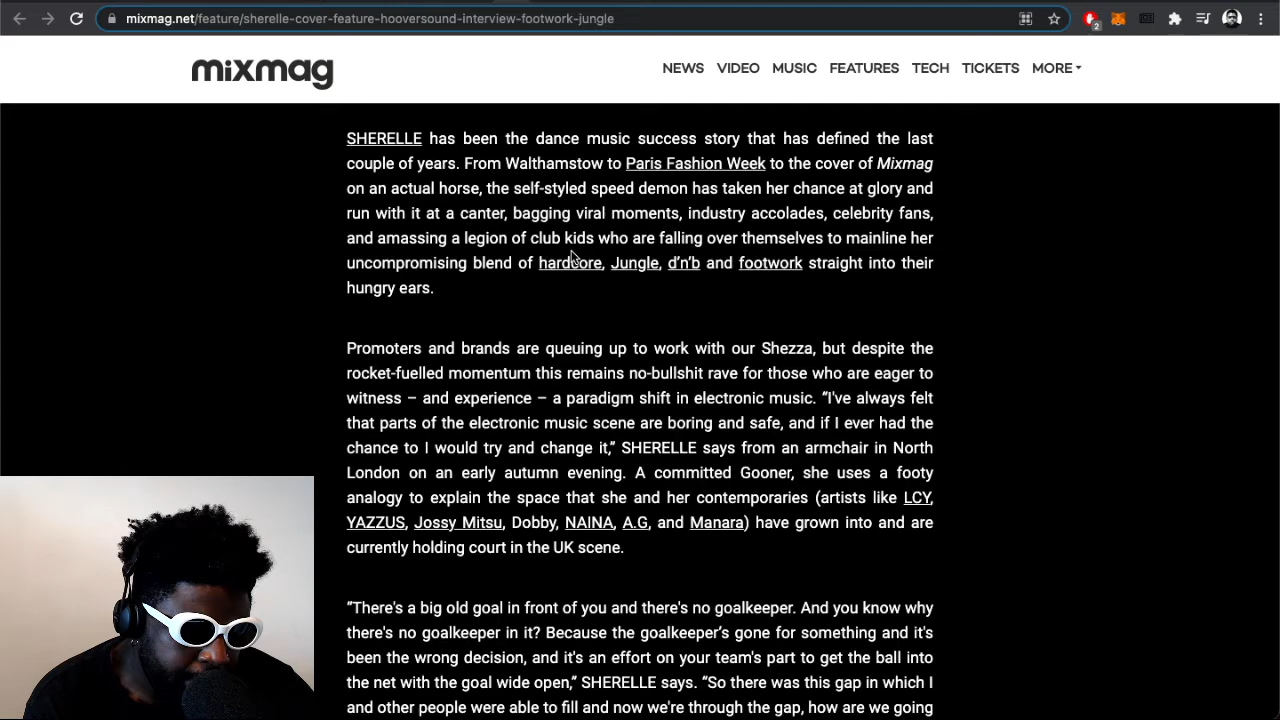 mixmag.net/feature/sherelle-cover-feature-hooversound-interview-footwork-jungle
2
mixmag
NEWS VIDEO MUSIC FEATURES TECH TICKETS MORE
SHERELLE has been the dance music success story that has defined the last
couple of years. From Walthamstow to Paris Fashion Week to the cover of Mixmag
on an actual horse, the self-styled speed demon has taken her chance at glory and
run with it at a canter, bagging viral moments, industry accolades, celebrity fans,
and amassing a legion of club kids who are falling over themselves to mainline her
uncompromising blend of hardcore, Jungle, d’n’b and footwork straight into their
hungry ears.
Promoters and brands are queuing up to work with our Shezza, but despite the
rocket-fuelled momentum this remains no-bullshit rave for those who are eager to
witness – and experience – a paradigm shift in electronic music. “I've always felt
that parts of the electronic music scene are boring and safe, and if I ever had the
chance to I would try and change it,” SHERELLE says from an armchair in North
London on an early autumn evening. A committed Gooner, she uses a footy
analogy to explain the space that she and her contemporaries (artists like LCY,
YAZZUS, Jossy Mitsu, Dobby, NAINA, A.G, and Manara) have grown into and are
currently holding court in the UK scene.
“There's a big old goal in front of you and there's no goalkeeper. And you know why
there's no goalkeeper in it? Because the goalkeeper’s gone for something and it's
been the wrong decision, and it's an effort on your team's part to get the ball into
the net with the goal wide open,” SHERELLE says. “So there was this gap in which I
and other people were able to fill and now we're through the gap, how are we going